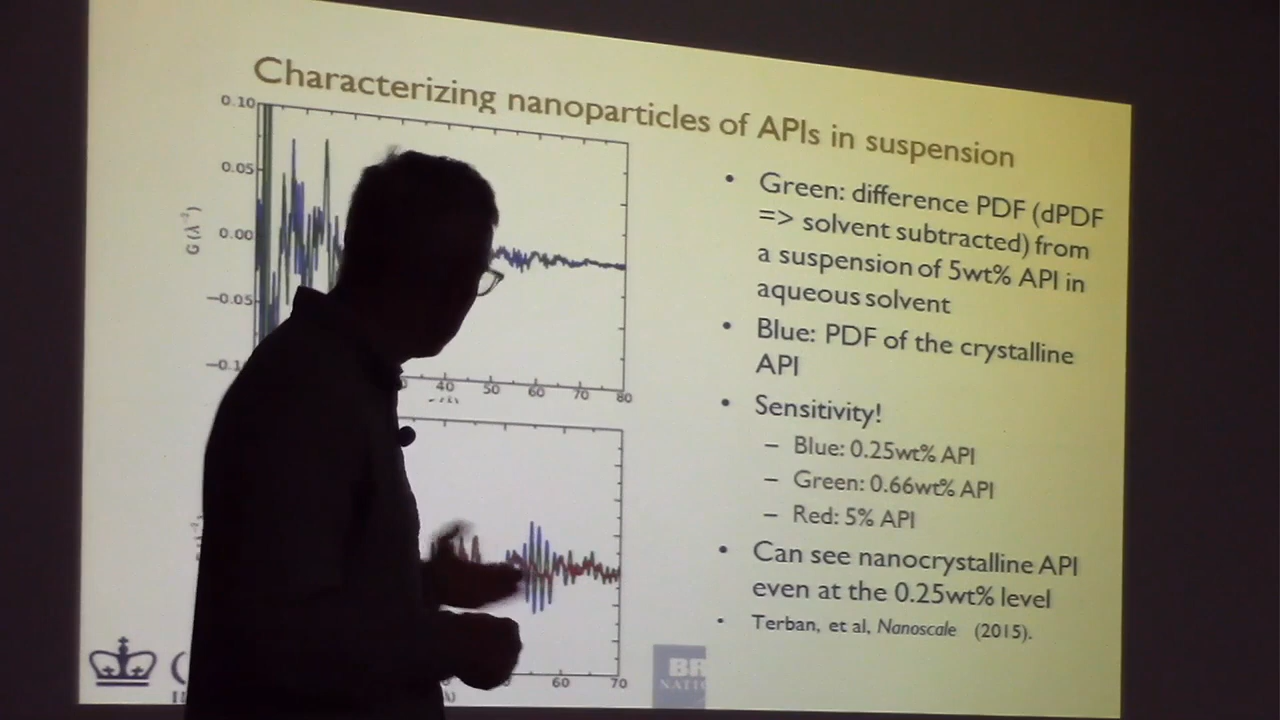 Characterizing nanoparticles of APIs in suspension
0.10
0.05
0.00
−0.05
G (Å⁻²)
40 50 60 70 80
60 70
• Green: difference PDF (dPDF
=> solvent subtracted) from
a suspension of 5wt% API in
aqueous solvent
• Blue: PDF of the crystalline
API
• Sensitivity!
– Blue: 0.25wt% API
– Green: 0.66wt% API
– Red: 5% API
• Can see nanocrystalline API
even at the 0.25wt% level
• Terban, et al, Nanoscale (2015).